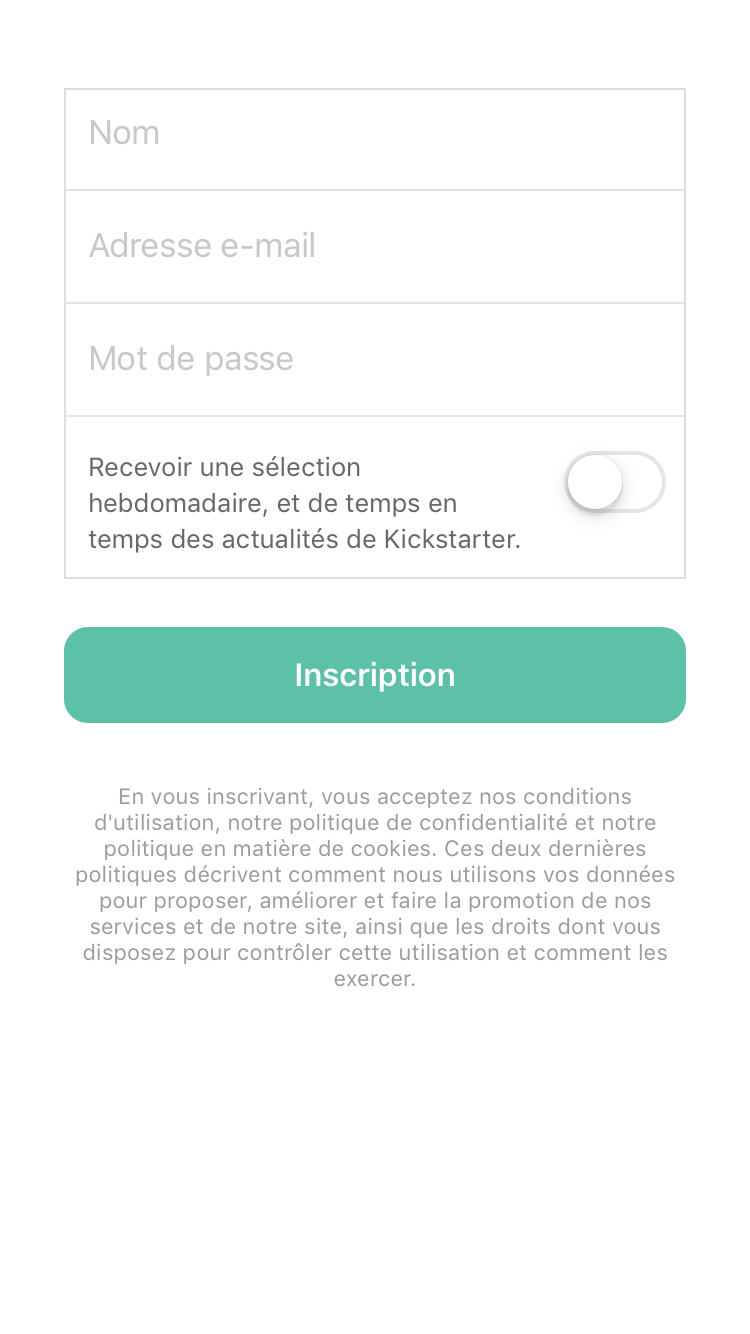 Nom
Adresse e-mail
Mot de passe
Recevoir une sélection
hebdomadaire, et de temps en
temps des actualités de Kickstarter.
Inscription
En vous inscrivant, vous acceptez nos conditions
d'utilisation, notre politique de confidentialité et notre
politique en matière de cookies. Ces deux dernières
politiques décrivent comment nous utilisons vos données
pour proposer, améliorer et faire la promotion de nos
services et de notre site, ainsi que les droits dont vous
disposez pour contrôler cette utilisation et comment les
exercer.